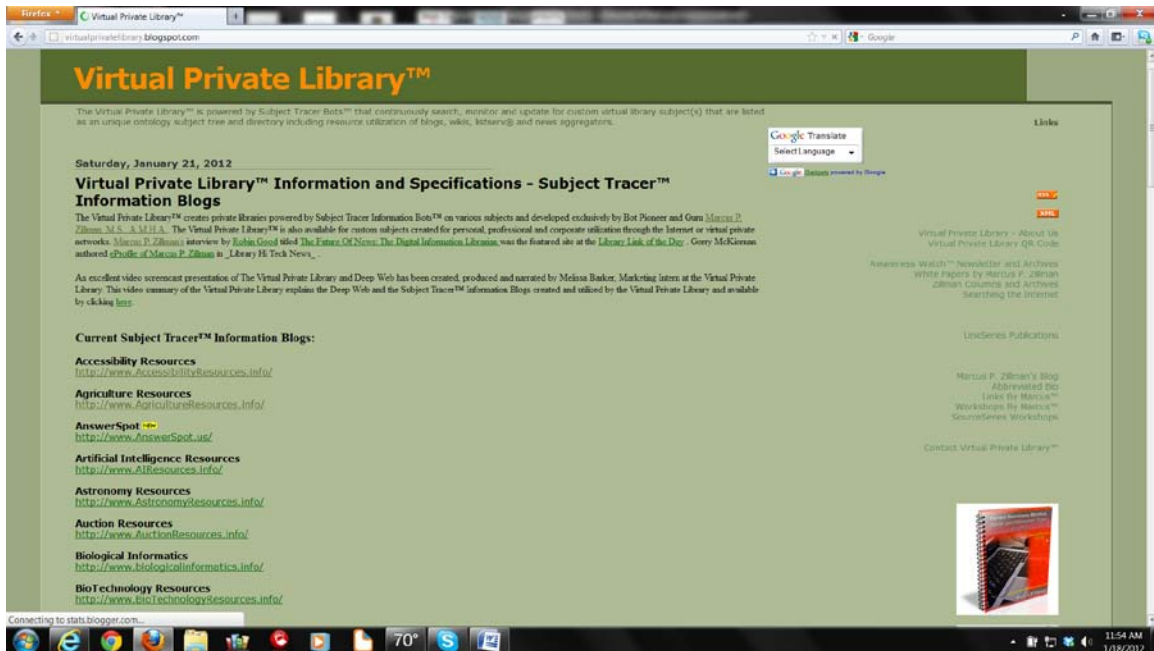 Firefox
Virtual Private Library™
virtualprivatelibrary.blogspot.com
Google
Virtual Private Library™
The Virtual Private Library™ is powered by Subject Tracer Bots™ that continuously search, monitor and update for custom virtual library subject(s) that are listed
as an unique ontology subject tree and directory including resource utilization of blogs, wikis, listserv® and news aggregators.
Links
Google Translate
Select Language
Google Gadgets powered by Google
Saturday, January 21, 2012
Virtual Private Library™ Information and Specifications - Subject Tracer™
Information Blogs
The Virtual Private Library™ creates private libraries powered by Subject Tracer Information Bots™ on various subjects and developed exclusively by Bot Pioneer and Guru Marcus P.
Zillman, M.S., A.M.H.A.. The Virtual Private Library™ is also available for custom subjects created for personal, professional and corporate utilization through the Internet or virtual private
networks. Marcus P. Zillman's interview by Robin Good titled The Future Of News: The Digital Information Librarian was the featured site at the Library Link of the Day . Gerry McKiernan
authored eProfile of Marcus P. Zillman in _Library Hi Tech News_ .
An excellent video screencast presentation of The Virtual Private Library and Deep Web has been created, produced and narrated by Melissa Barker, Marketing Intern at the Virtual Private
Library. This video summary of the Virtual Private Library explains the Deep Web and the Subject Tracer™ Information Blogs created and utilized by the Virtual Private Library and available
by clicking here.
Current Subject Tracer™ Information Blogs:
Accessibility Resources
http://www.AccessibilityResources.info/
Agriculture Resources
http://www.AgricultureResources.info/
AnswerSpot NEW
http://www.AnswerSpot.us/
Artificial Intelligence Resources
http://www.AIResources.info/
Astronomy Resources
http://www.AstronomyResources.info/
Auction Resources
http://www.AuctionResources.info/
Biological Informatics
http://www.biologicalinformatics.info/
BioTechnology Resources
http://www.BioTechnologyResources.info/
RSS
XML
Virtual Private Library - About Us
Virtual Private Library QR Code
Awareness Watch™ Newsletter and Archives
White Papers by Marcus P. Zillman
Zillman Columns and Archives
Searching the Internet
LineSeries Publications
Marcus P. Zillman's Blog
Abbreviated Bio
Links By Marcus™
Workshops By Marcus™
SourceSeries Workshops
Contact Virtual Private Library™
Connecting to stats.blogger.com...
70°
11:54 AM
1/18/2012